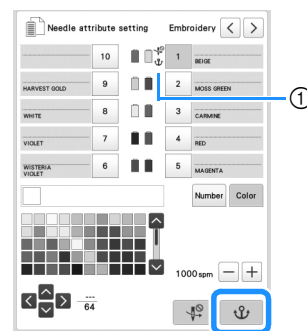 Needle attribute setting Embroidery < >
10 1 BEIGE
HARVEST GOLD 9 2 MOSS GREEN
WHITE 8 3 CARMINE
VIOLET 7 4 RED
WISTERIA VIOLET 6 5 MAGENTA
Number Color
1000 spm - +
---
64
①